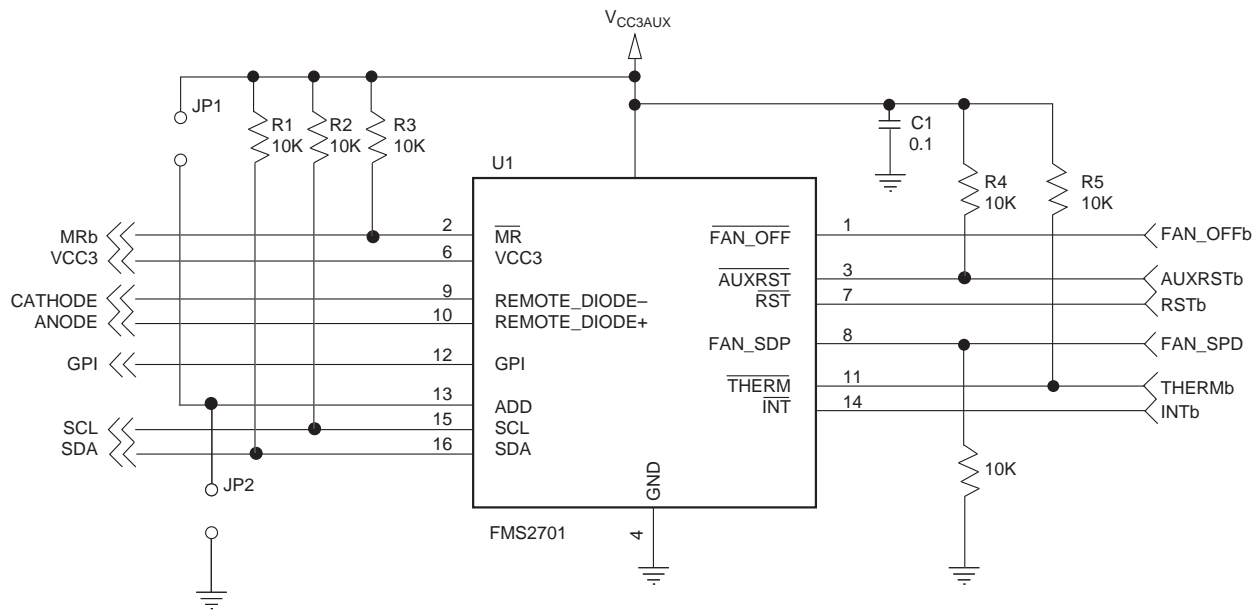 VCC3AUX
JP1
R1
10K
R2
10K
R3
10K
C1
0.1
R4
10K
R5
10K
U1
MRb
2
MR
VCC3
6
VCC3
CATHODE
9
REMOTE_DIODE–
ANODE
10
REMOTE_DIODE+
GPI
12
GPI
13
ADD
SCL
15
SCL
SDA
16
SDA
JP2
FAN_OFF
1
FAN_OFFb
AUXRST
3
AUXRSTb
RST
7
RSTb
FAN_SDP
8
FAN_SPD
THERM
11
THERMb
INT
14
INTb
10K
GND
4
FMS2701